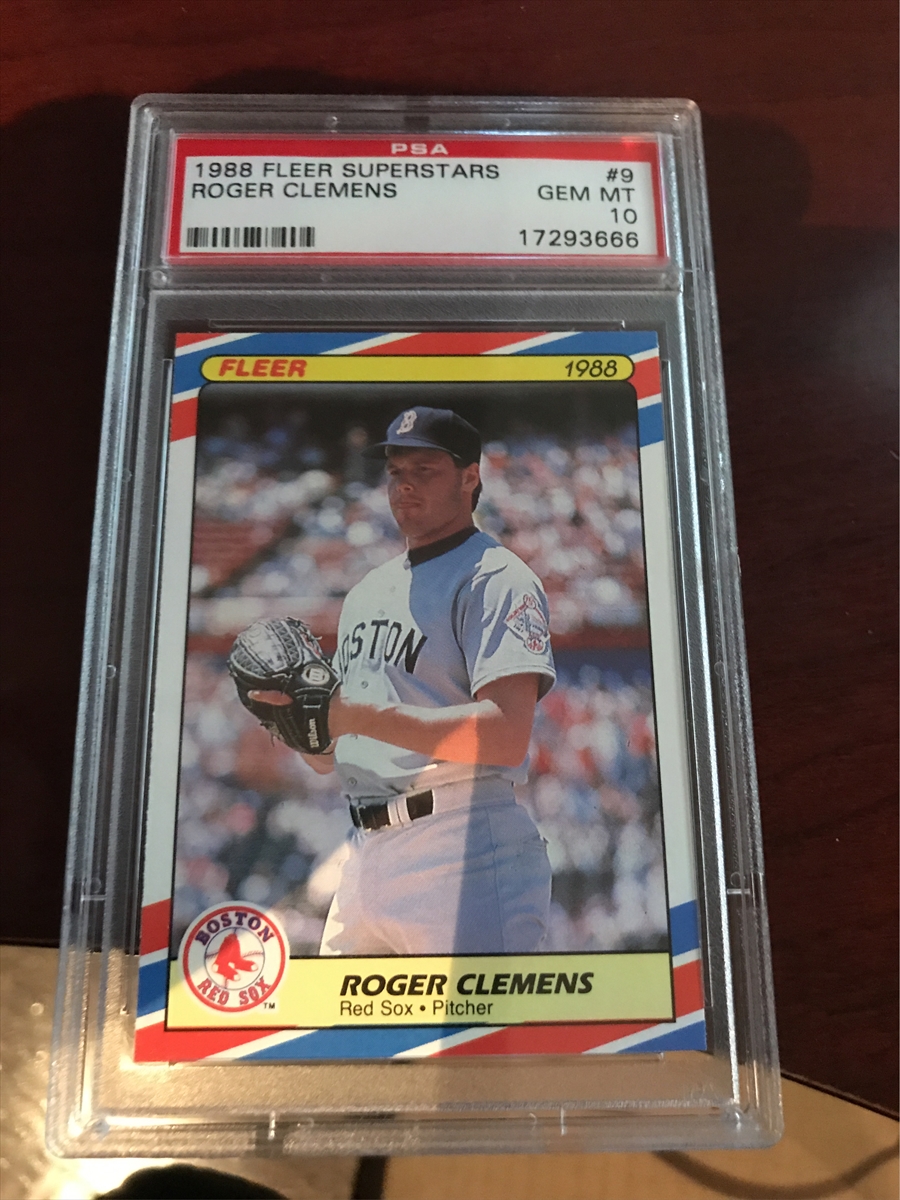 PSA
1988 FLEER SUPERSTARS #9
ROGER CLEMENS GEM MT
10
17293666
FLEER 1988
B
BOSTON
Wilson
BOSTON
RED SOX
TM
ROGER CLEMENS
Red Sox • Pitcher